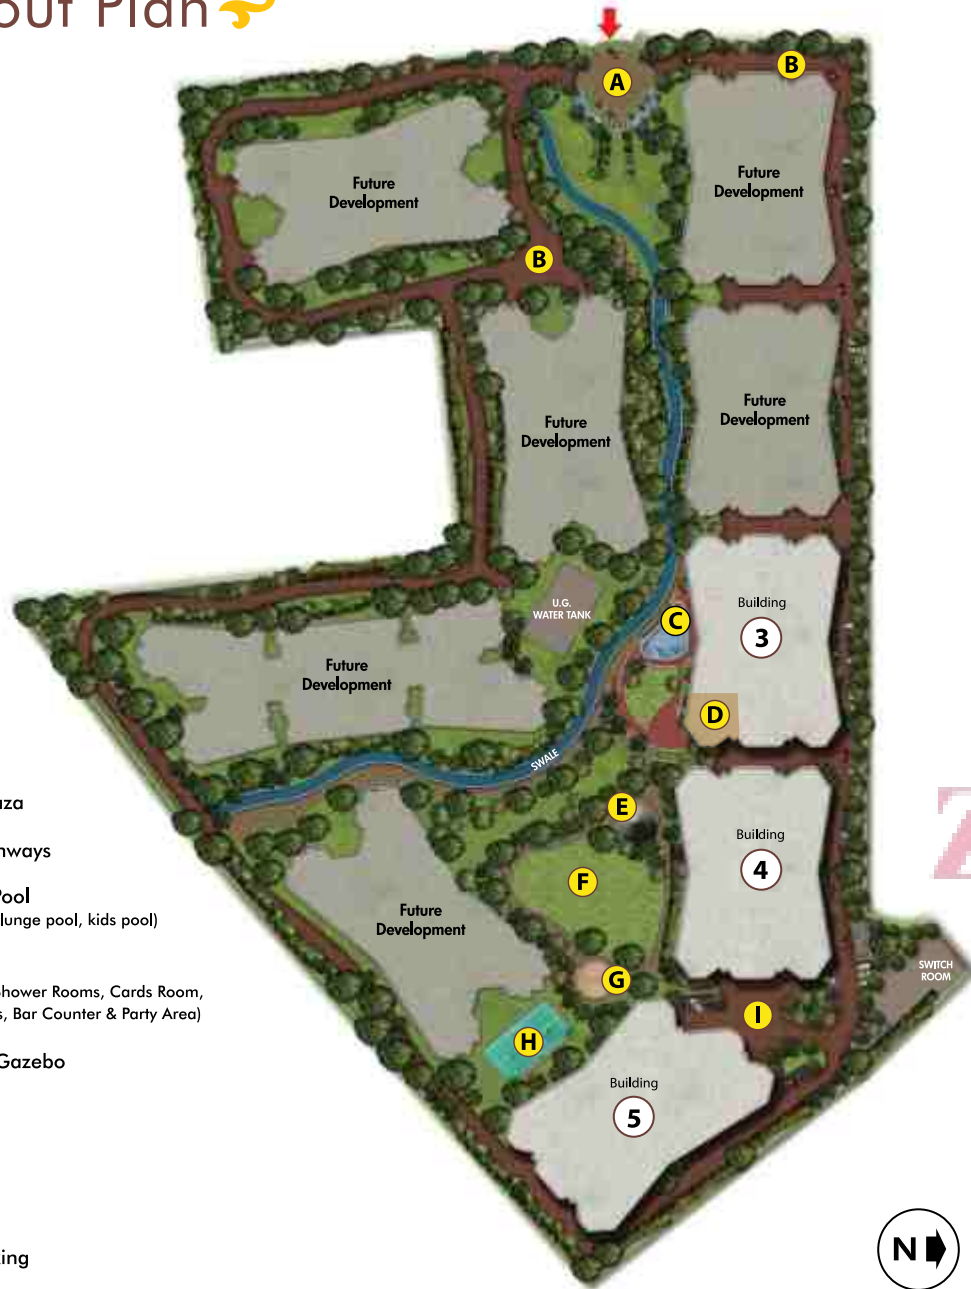 out Plan
A
B
Future
Development
Future
Development
B
Future
Development
Future
Development
U.G.
WATER TANK
C
Building
3
Future
Development
D
SWALE
aza
E
Building
4
hways
F
Pool
lunge pool, kids pool)
Future
Development
SWITCH
ROOM
G
Shower Rooms, Cards Room,
s, Bar Counter & Party Area)
I
H
Gazebo
Building
5
N
ing